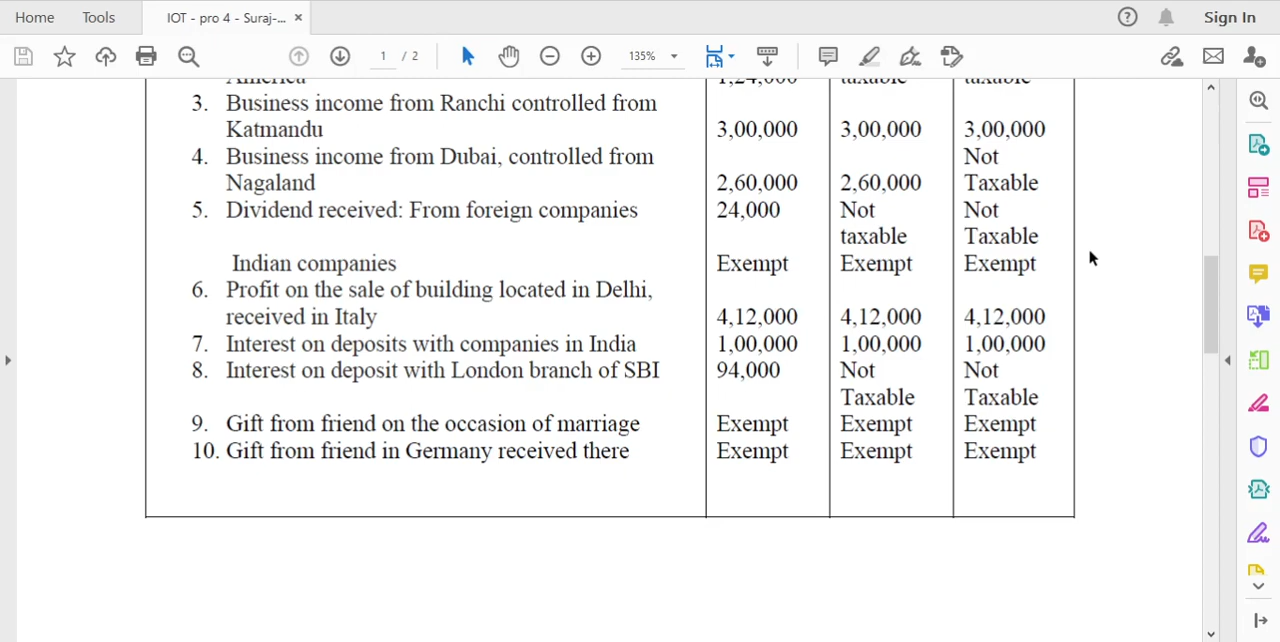 Home Tools IOT - pro 4 - Suraj-... × Sign In
1 / 2 135%
America 1,24,000 taxable taxable
3. Business income from Ranchi controlled from
Katmandu 3,00,000 3,00,000 3,00,000
4. Business income from Dubai, controlled from Not
Nagaland 2,60,000 2,60,000 Taxable
5. Dividend received: From foreign companies 24,000 Not Not
taxable Taxable
Indian companies Exempt Exempt Exempt
6. Profit on the sale of building located in Delhi,
received in Italy 4,12,000 4,12,000 4,12,000
7. Interest on deposits with companies in India 1,00,000 1,00,000 1,00,000
8. Interest on deposit with London branch of SBI 94,000 Not Not
Taxable Taxable
9. Gift from friend on the occasion of marriage Exempt Exempt Exempt
10. Gift from friend in Germany received there Exempt Exempt Exempt